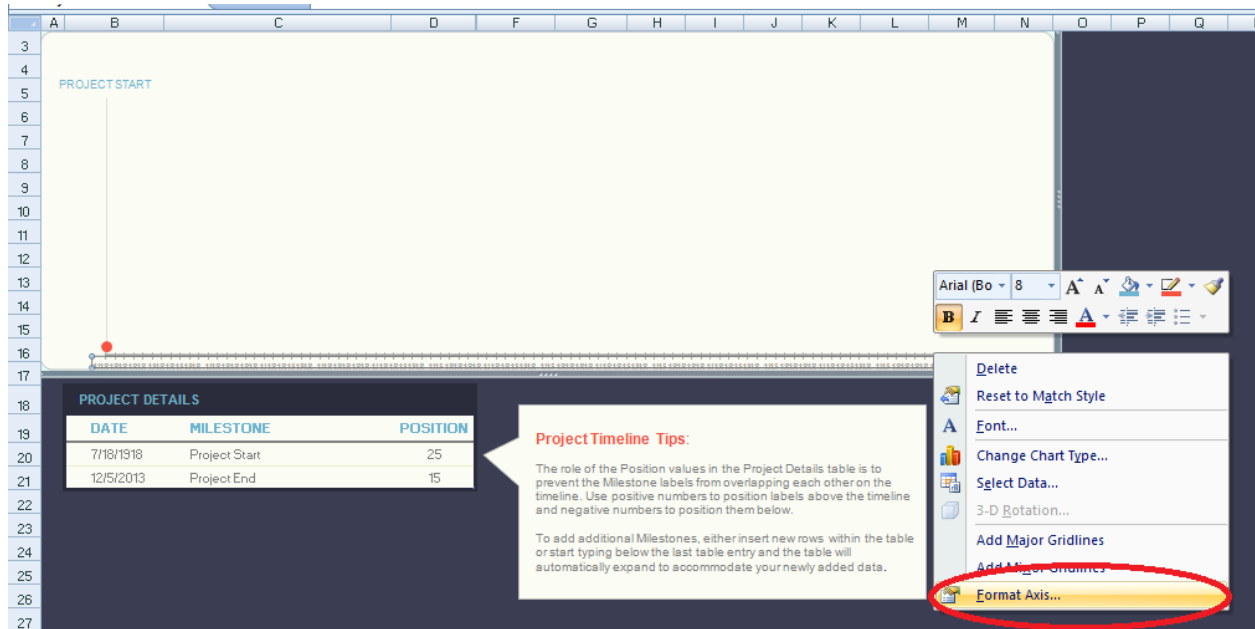 A B C D F G H I J K L M N O P Q
3
4
PROJECT START
5
6
7
8
9
10
11
12
13
Arial (Bo 8 A A
14
B I A
15
16
17
Delete
18
PROJECT DETAILS
Reset to Match Style
19
DATE MILESTONE POSITION
Project Timeline Tips:
Font...
20
7/18/1918 Project Start 25
Change Chart Type...
21
12/5/2013 Project End 15
The role of the Position values in the Project Details table is to
prevent the Milestone labels from overlapping each other on the
timeline. Use positive numbers to position labels above the timeline
and negative numbers to position them below.
Select Data...
22
3-D Rotation...
23
24
To add additional Milestones, either insert new rows within the table
or start typing below the last table entry and the table will
automatically expand to accommodate your newly added data.
Add Major Gridlines
25
Add Minor Gridlines
26
Format Axis...
27